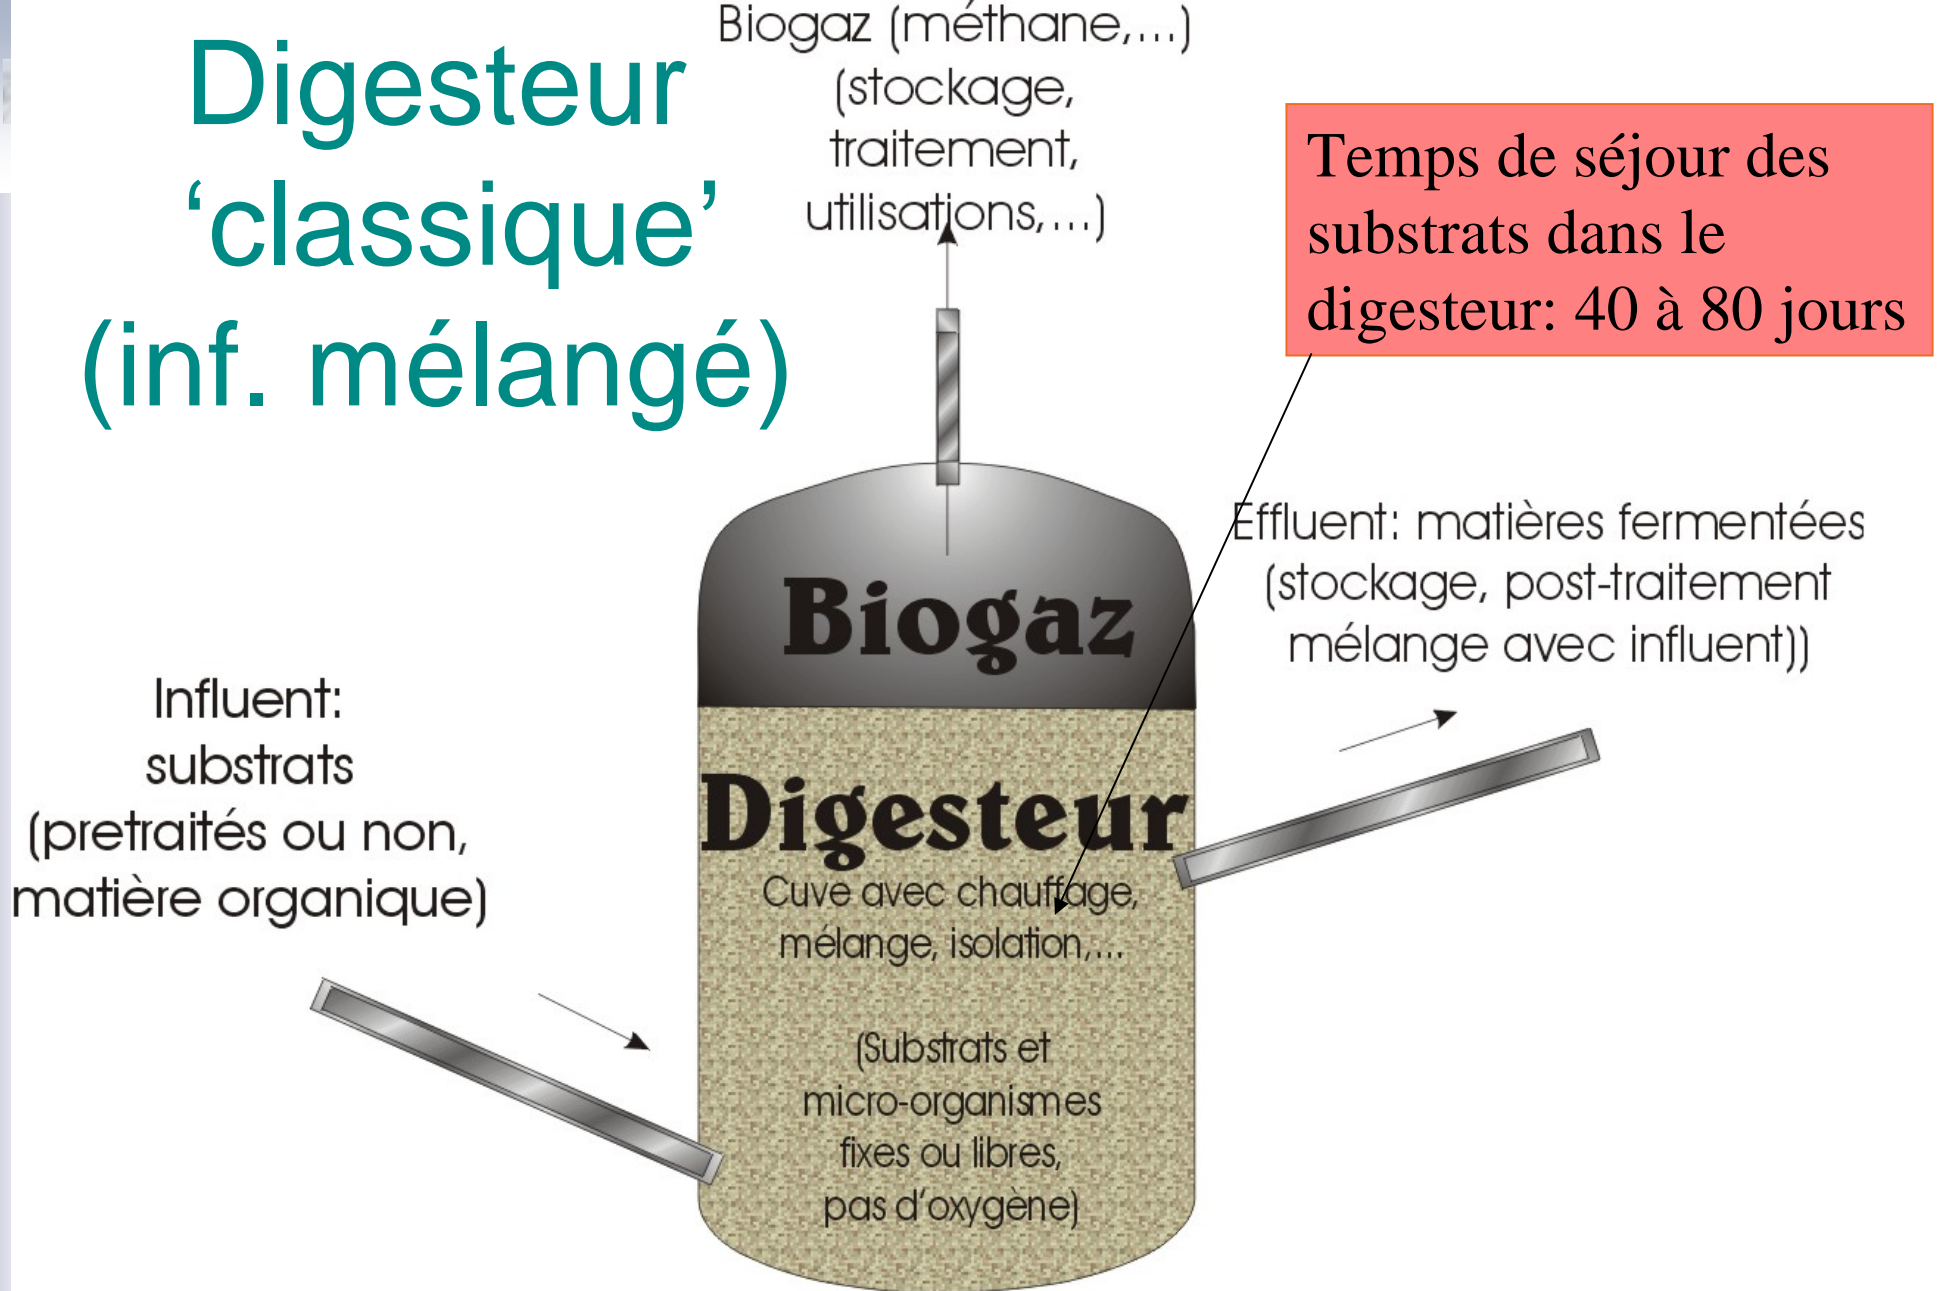 Digesteur
‘classique’
(inf. mélangé)
Biogaz (méthane,...)
(stockage,
traitement,
utilisations,...)
Temps de séjour des
substrats dans le
digesteur: 40 à 80 jours
Effluent: matières fermentées
(stockage, post-traitement
mélange avec influent))
Influent:
substrats
(pretraités ou non,
matière organique)
Biogaz
Digesteur
Cuve avec chauffage,
mélange, isolation,...
(Substrats et
micro-organismes
fixes ou libres,
pas d’oxygène)